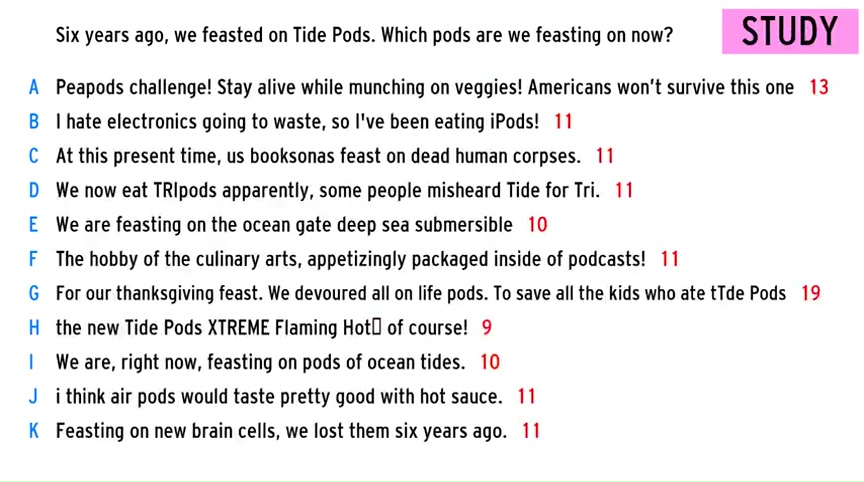 Six years ago, we feasted on Tide Pods. Which pods are we feasting on now?
STUDY
A Peapods challenge! Stay alive while munching on veggies! Americans won't survive this one 13
B I hate electronics going to waste, so I've been eating iPods! 11
C At this present time, us booksonas feast on dead human corpses. 11
D We now eat TRIpods apparently, some people misheard Tide for Tri. 11
E We are feasting on the ocean gate deep sea submersible 10
F The hobby of the culinary arts, appetizingly packaged inside of podcasts! 11
G For our thanksgiving feast. We devoured all on life pods. To save all the kids who ate tTde Pods 19
H the new Tide Pods XTREME Flaming Hot▯ of course! 9
I We are, right now, feasting on pods of ocean tides. 10
J i think air pods would taste pretty good with hot sauce. 11
K Feasting on new brain cells, we lost them six years ago. 11